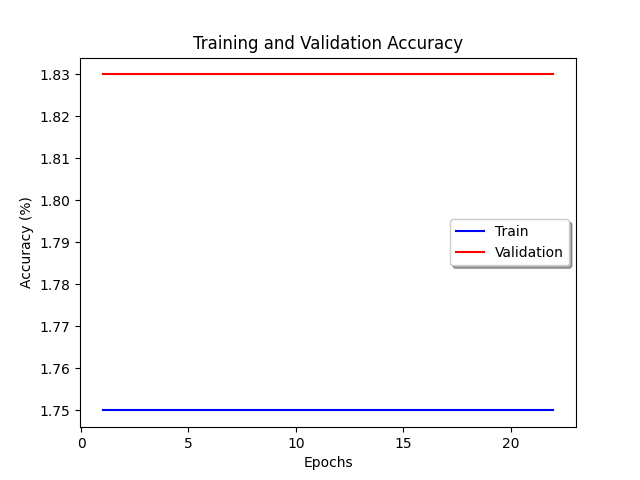 Training and Validation Accuracy
1.83
1.82
1.81
1.80
1.79
1.78
1.77
1.76
1.75
Accuracy (%)
Train
Validation
0 5 10 15 20
Epochs